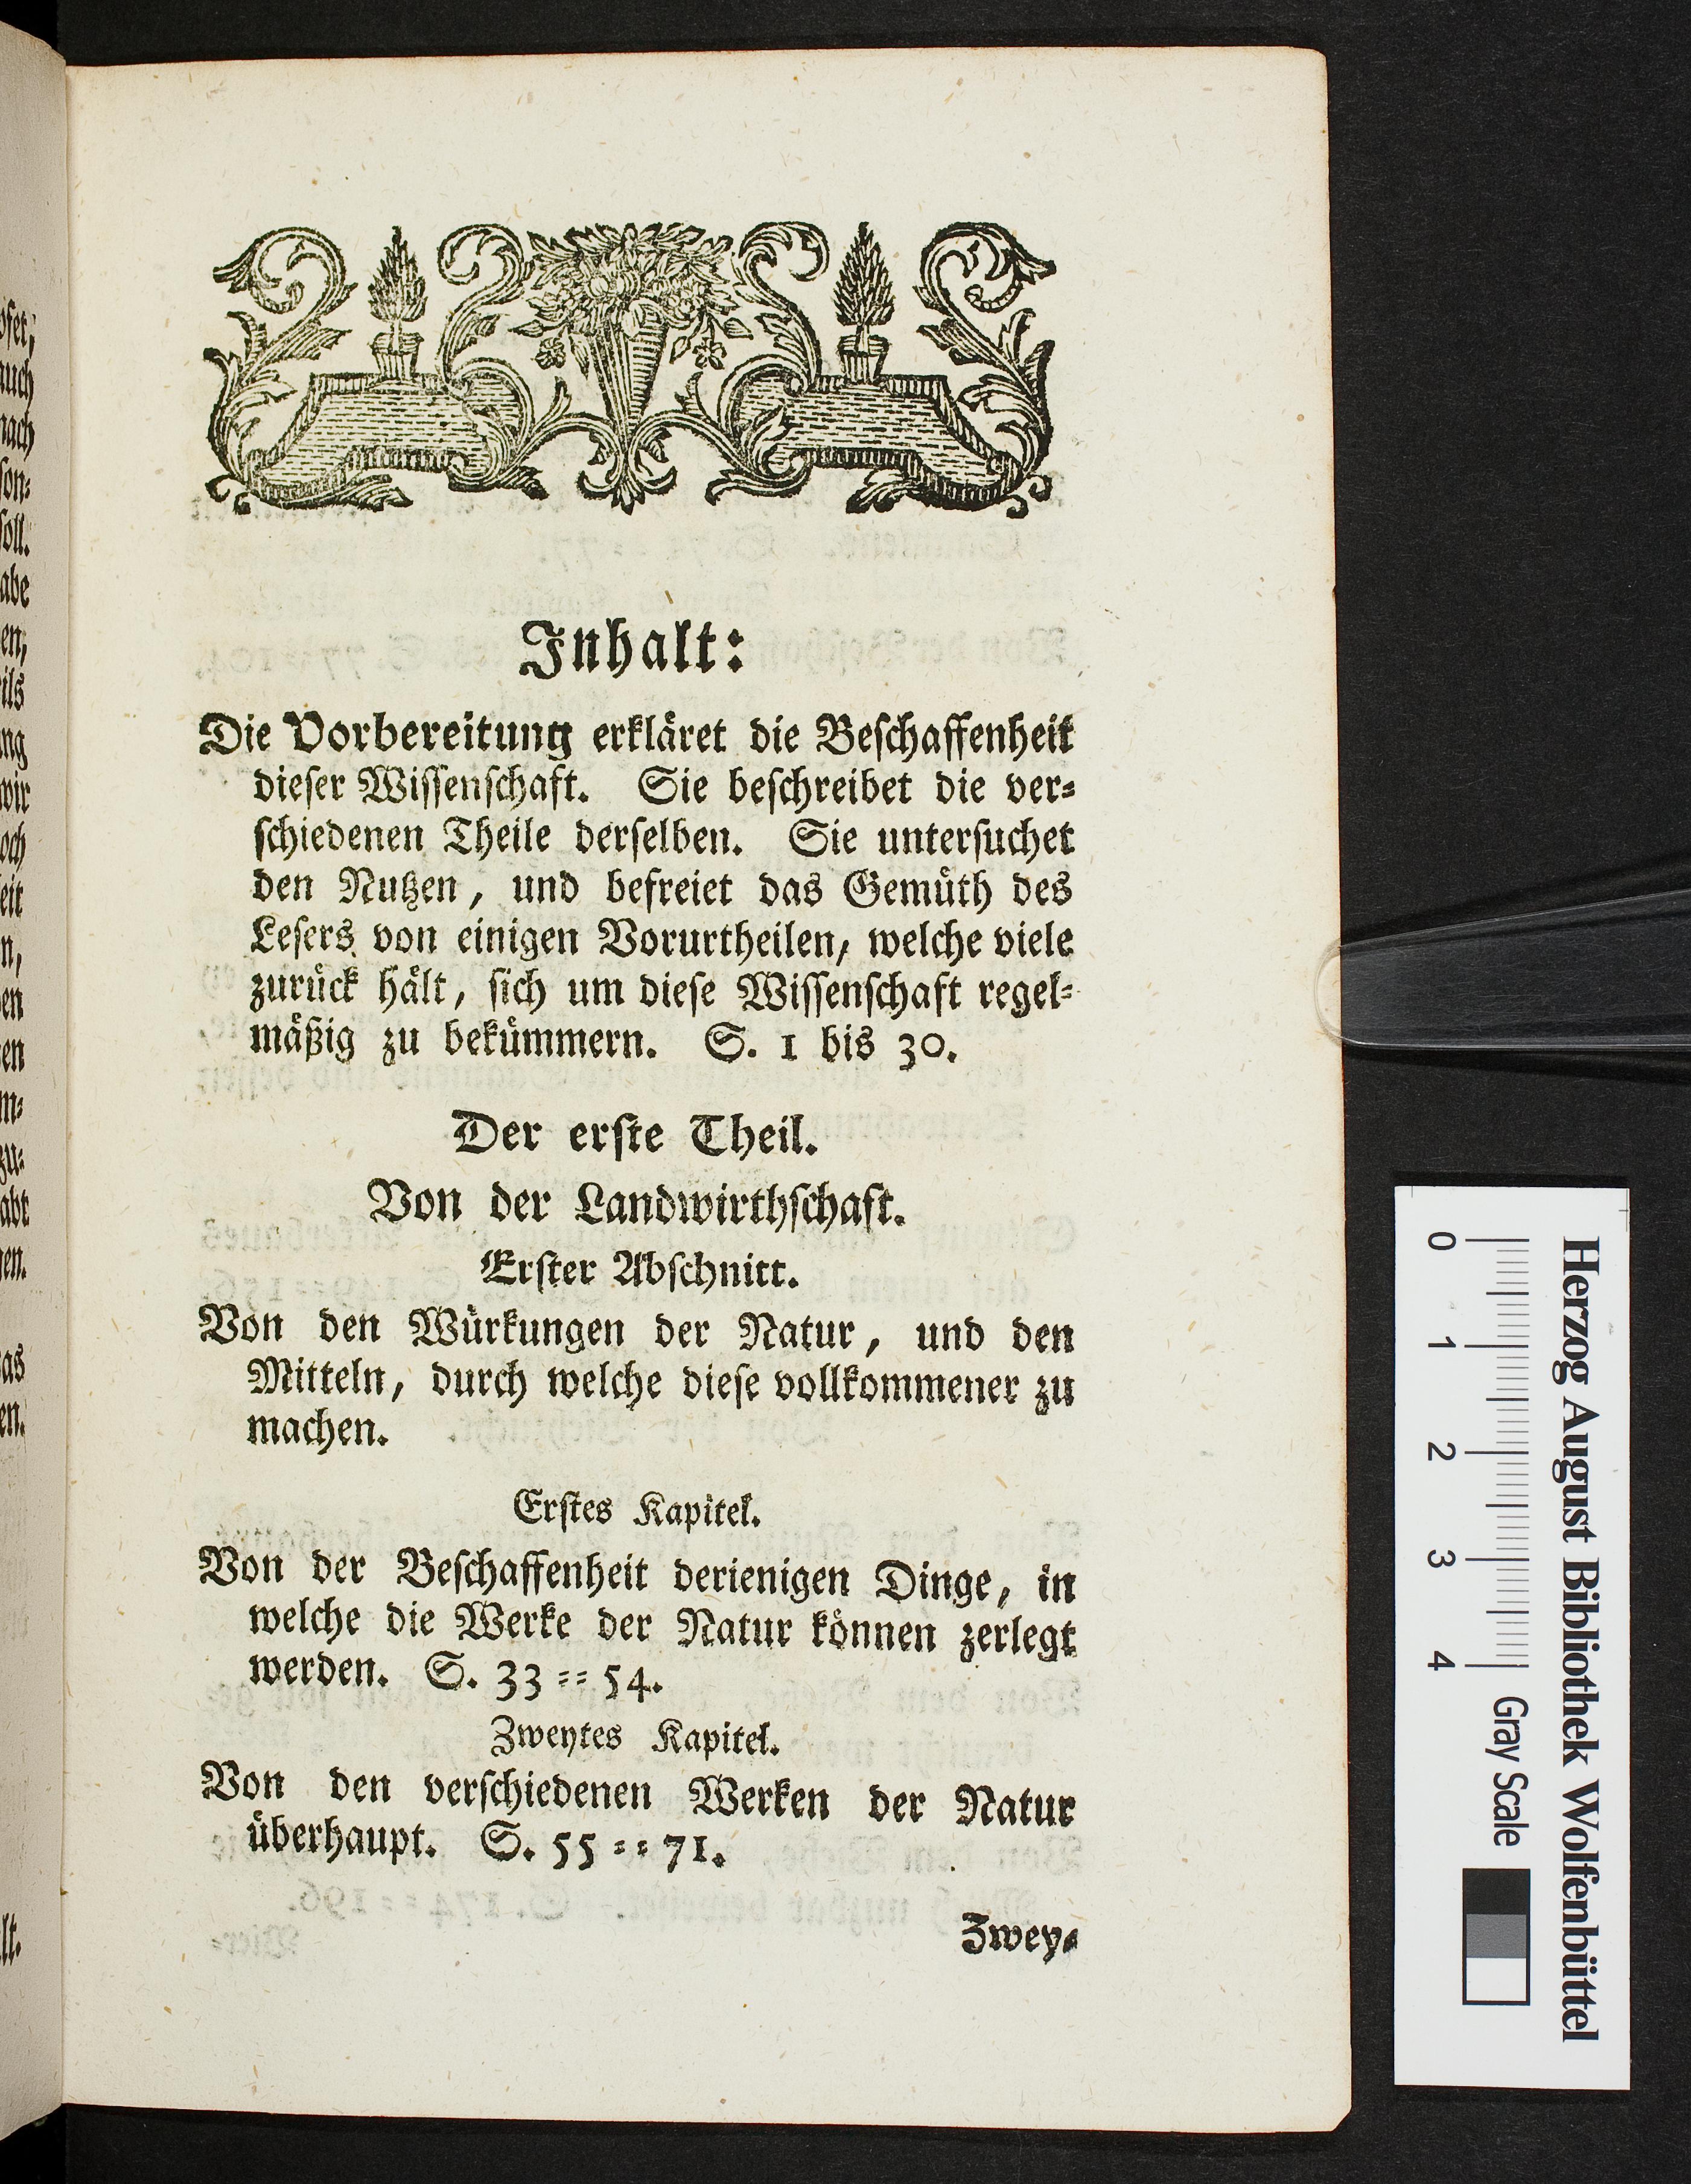 Inhalt:
Die Vorbereitung erkläret die Beschaffenheit
dieser Wissenschaft. Sie beschreibet die ver=
schiedenen Theile derselben. Sie untersuchet
den Nutzen, und befreiet das Gemüth des
Lesers von einigen Vorurtheilen, welche viele
zurück hält, sich um diese Wissenschaft regel=
mäßig zu bekümmern. S. 1 bis 30.
Der erste Theil.
Von der Landwirthschaft.
Erster Abschnitt.
Von den Würkungen der Natur, und den
Mitteln, durch welche diese vollkommener zu
machen.
Erstes Kapitel.
Von der Beschaffenheit derienigen Dinge, in
welche die Werke der Natur können zerlegt
werden. S. 33 == 54.
Zweytes Kapitel.
Von den verschiedenen Werken der Natur
überhaupt. S. 55 == 71.
Zwey=
Herzog August Bibliothek Wolfenbüttel
0 1 2 3 4 Gray Scale